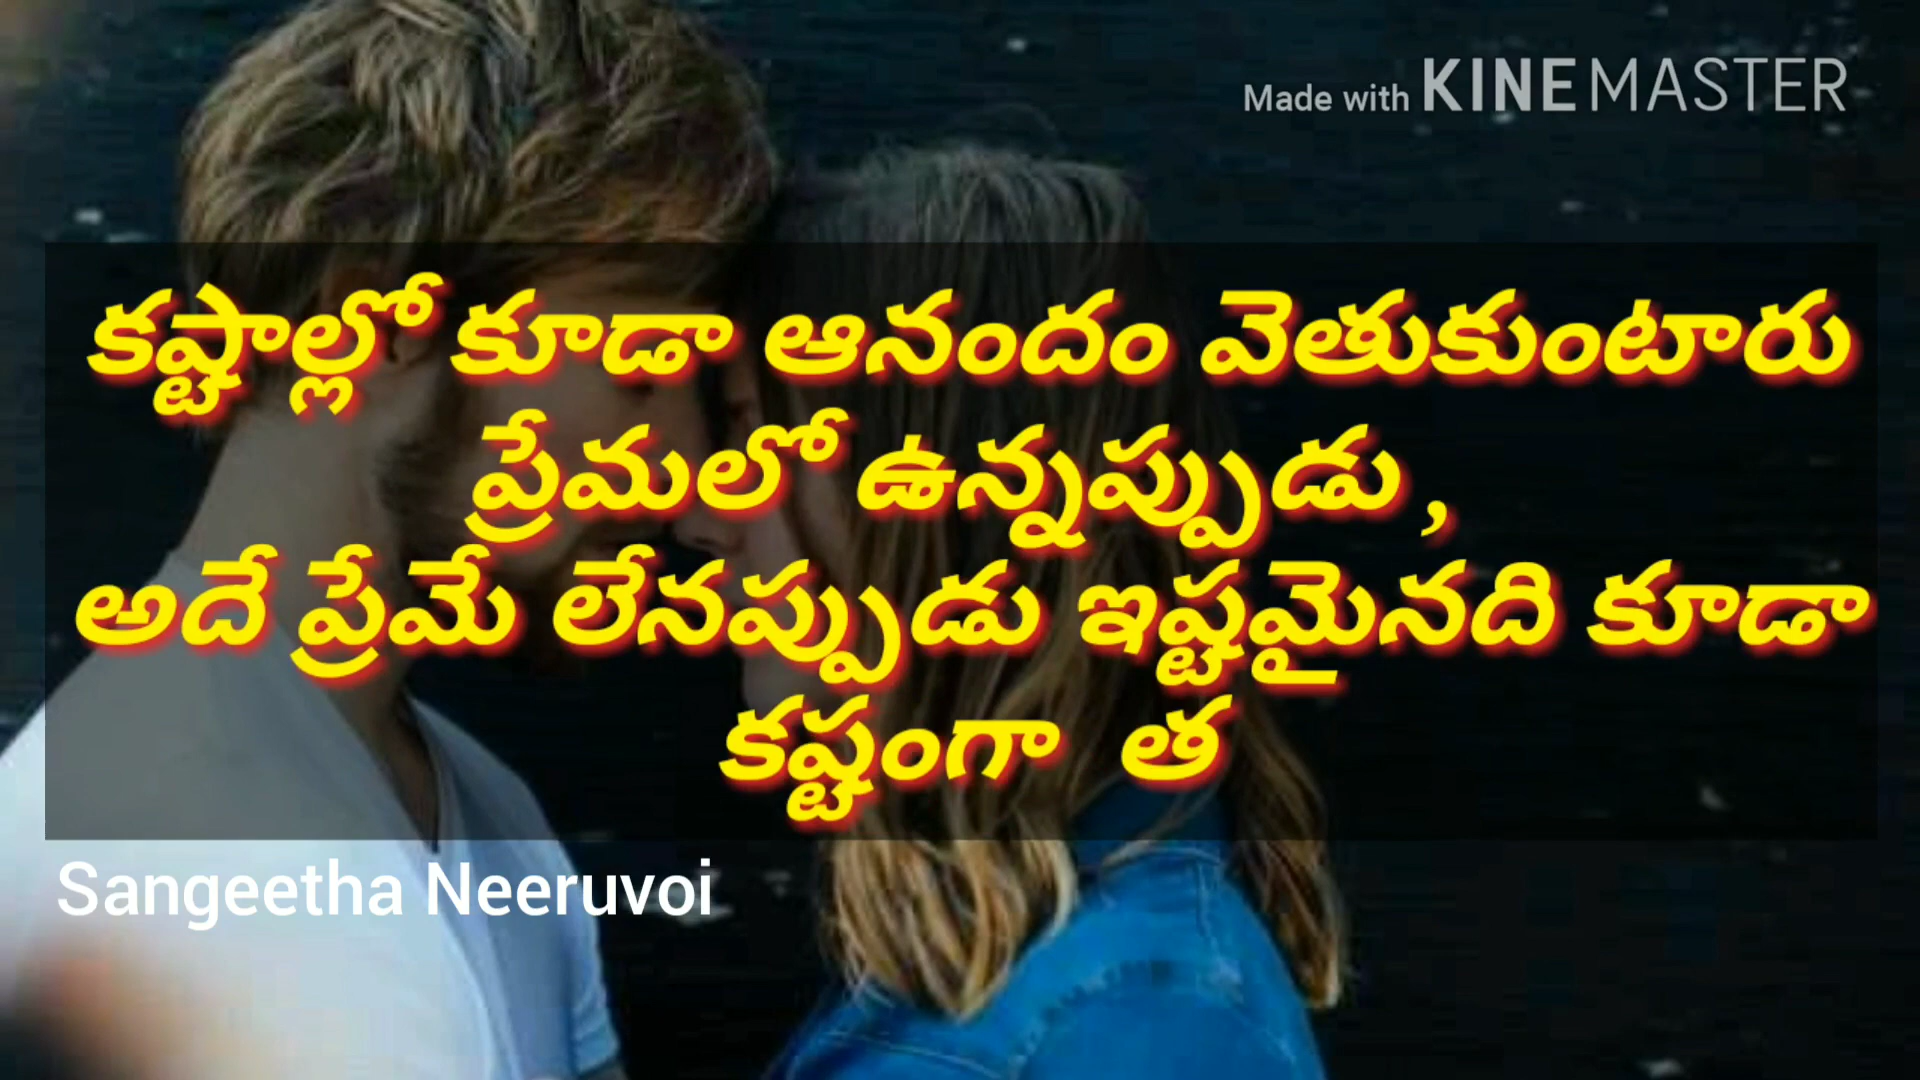 Made with KINEMASTER
కష్టాల్లో కూడా ఆనందం వెతుకుంటారు
ప్రేమలో ఉన్నప్పుడు ,
అదే ప్రేమే లేనప్పుడు ఇష్టమైనది కూడా
కష్టంగా త
Sangeetha Neeruvoi